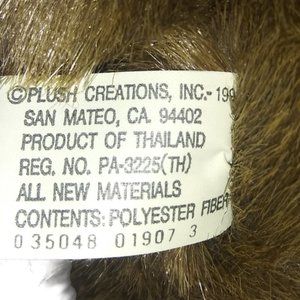 ©PLUSH CREATIONS, INC.-199
SAN MATEO, CA. 94402
PRODUCT OF THAILAND
REG. NO. PA-3225(TH)
ALL NEW MATERIALS
CONTENTS: POLYESTER FIBER
0 35048 01907 3